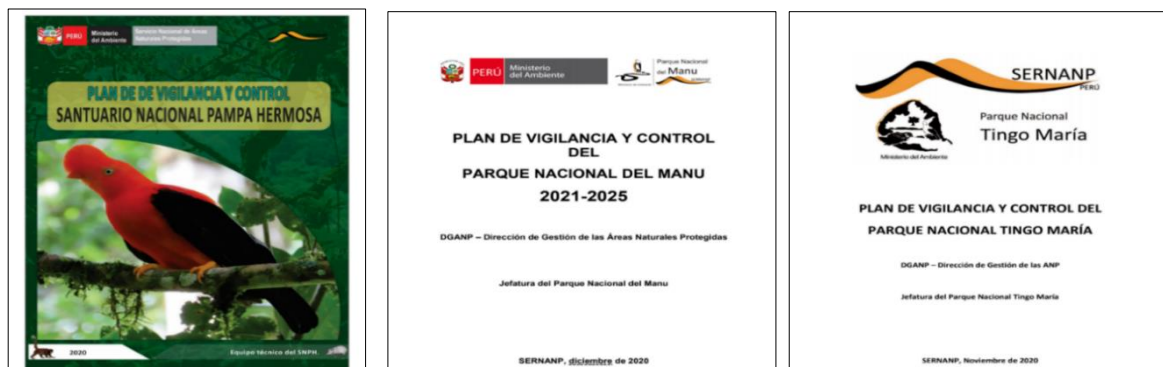 PERÚ
Ministerio
del Ambiente
Servicio Nacional de Áreas
Naturales Protegidas
PLAN DE DE VIGILANCIA Y CONTROL
SANTUARIO NACIONAL PAMPA HERMOSA
2020
Equipo técnico del SNPH.
PERÚ
Ministerio
del Ambiente
Parque Nacional
del Manu
PLAN DE VIGILANCIA Y CONTROL
DEL
PARQUE NACIONAL DEL MANU
2021-2025
DGANP – Dirección de Gestión de las Áreas Naturales Protegidas
Jefatura del Parque Nacional del Manu
SERNANP, diciembre de 2020
SERNANP
PERÚ
Parque Nacional
Tingo María
Ministerio del Ambiente
PLAN DE VIGILANCIA Y CONTROL DEL
PARQUE NACIONAL TINGO MARÍA
DGANP – Dirección de Gestión de las ANP
Jefatura del Parque Nacional Tingo María
SERNANP, Noviembre de 2020